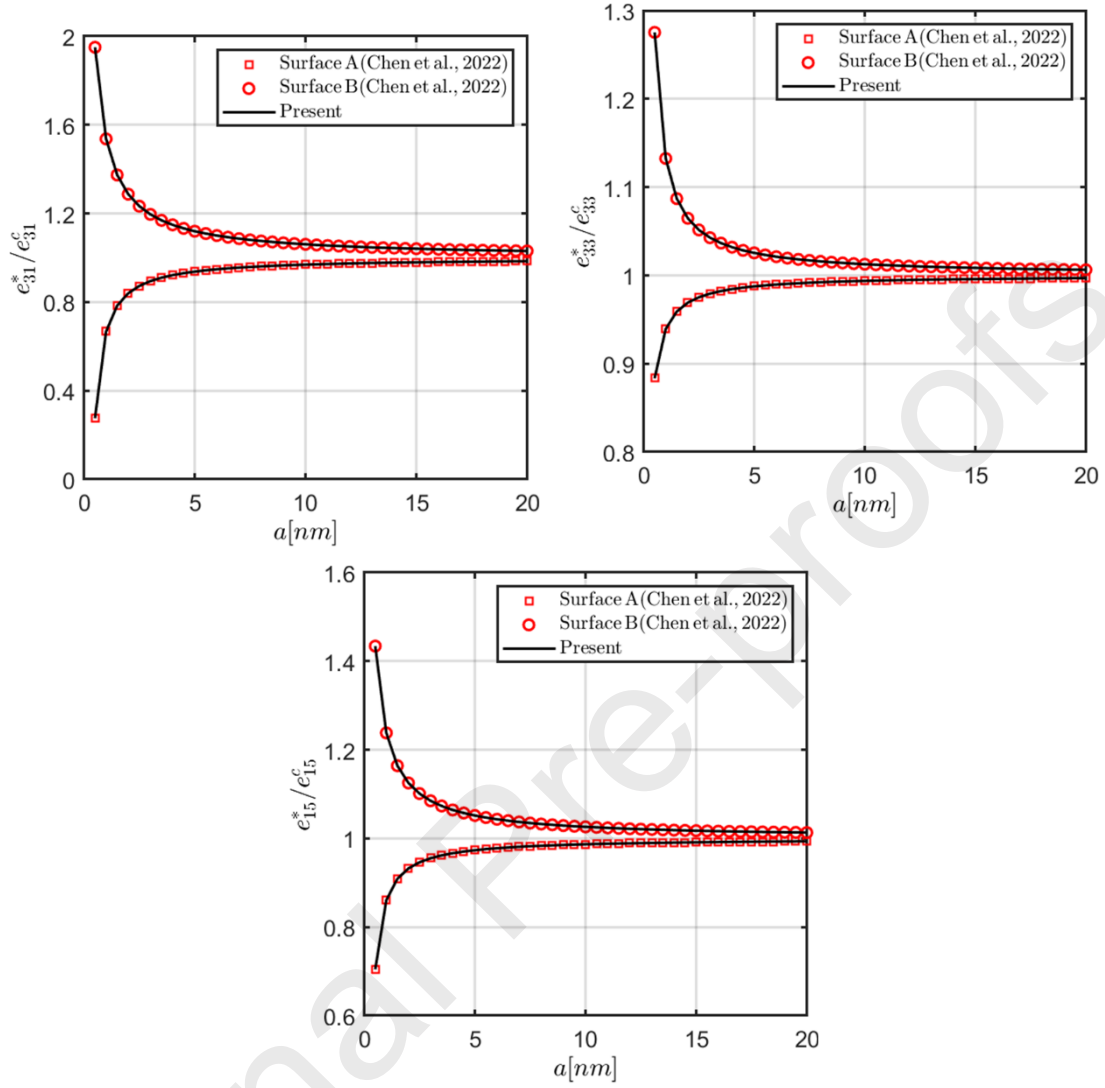 2
1.6
1.2
0.8
0.4
0
e*31/e^c31
Surface A(Chen et al., 2022)
Surface B(Chen et al., 2022)
Present
0 5 10 15 20
a[nm]
1.3
1.2
1.1
1
0.9
0.8
e*33/e^c33
Surface A(Chen et al., 2022)
Surface B(Chen et al., 2022)
Present
0 5 10 15 20
a[nm]
1.6
1.4
1.2
1
0.8
0.6
e*15/e^c15
Surface A(Chen et al., 2022)
Surface B(Chen et al., 2022)
Present
0 5 10 15 20
a[nm]
nal Pre-proofs